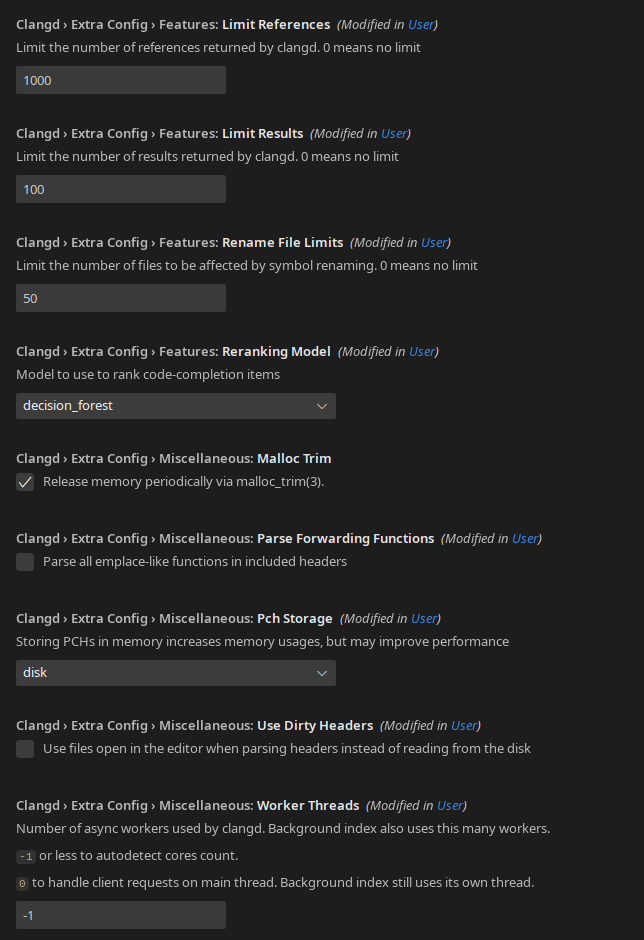 Clangd › Extra Config › Features: Limit References (Modified in User)
Limit the number of references returned by clangd. 0 means no limit
1000
Clangd › Extra Config › Features: Limit Results (Modified in User)
Limit the number of results returned by clangd. 0 means no limit
100
Clangd › Extra Config › Features: Rename File Limits (Modified in User)
Limit the number of files to be affected by symbol renaming. 0 means no limit
50
Clangd › Extra Config › Features: Reranking Model (Modified in User)
Model to use to rank code-completion items
decision_forest
Clangd › Extra Config › Miscellaneous: Malloc Trim
Release memory periodically via malloc_trim(3).
Clangd › Extra Config › Miscellaneous: Parse Forwarding Functions (Modified in User)
Parse all emplace-like functions in included headers
Clangd › Extra Config › Miscellaneous: Pch Storage (Modified in User)
Storing PCHs in memory increases memory usages, but may improve performance
disk
Clangd › Extra Config › Miscellaneous: Use Dirty Headers (Modified in User)
Use files open in the editor when parsing headers instead of reading from the disk
Clangd › Extra Config › Miscellaneous: Worker Threads (Modified in User)
Number of async workers used by clangd. Background index also uses this many workers.
-1 or less to autodetect cores count.
0 to handle client requests on main thread. Background index still uses its own thread.
-1